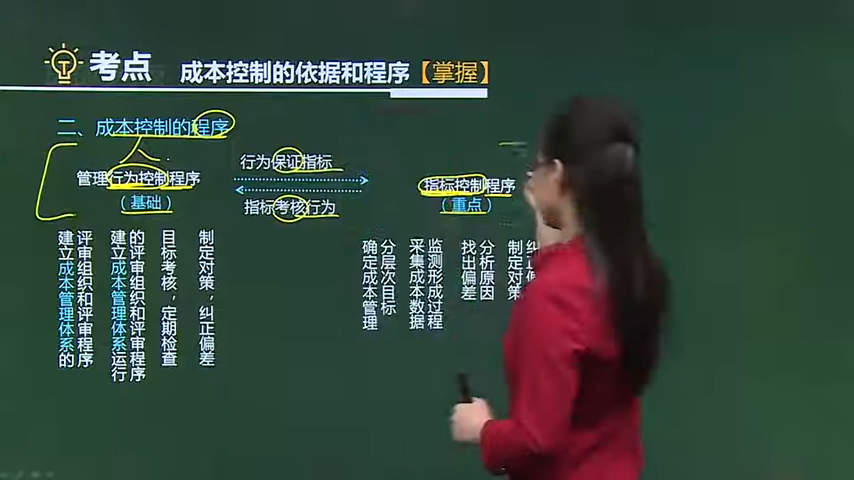 考点 成本控制的依据和程序【掌握】
二、成本控制的程序
人
管理行为控制程序
（基础）
行为保证指标
指标考核行为
指标控制程序
（重点）
建立成本管理体系的
评审组织和评审程序
建立成本管理体系运行
的评审组织和评审程序
目标考核，定期检查
制定对策，纠正偏差
确定成本管理
分层次目标
采集成本数据
监测形成过程
找出偏差
分析原因
制定对策
纠正